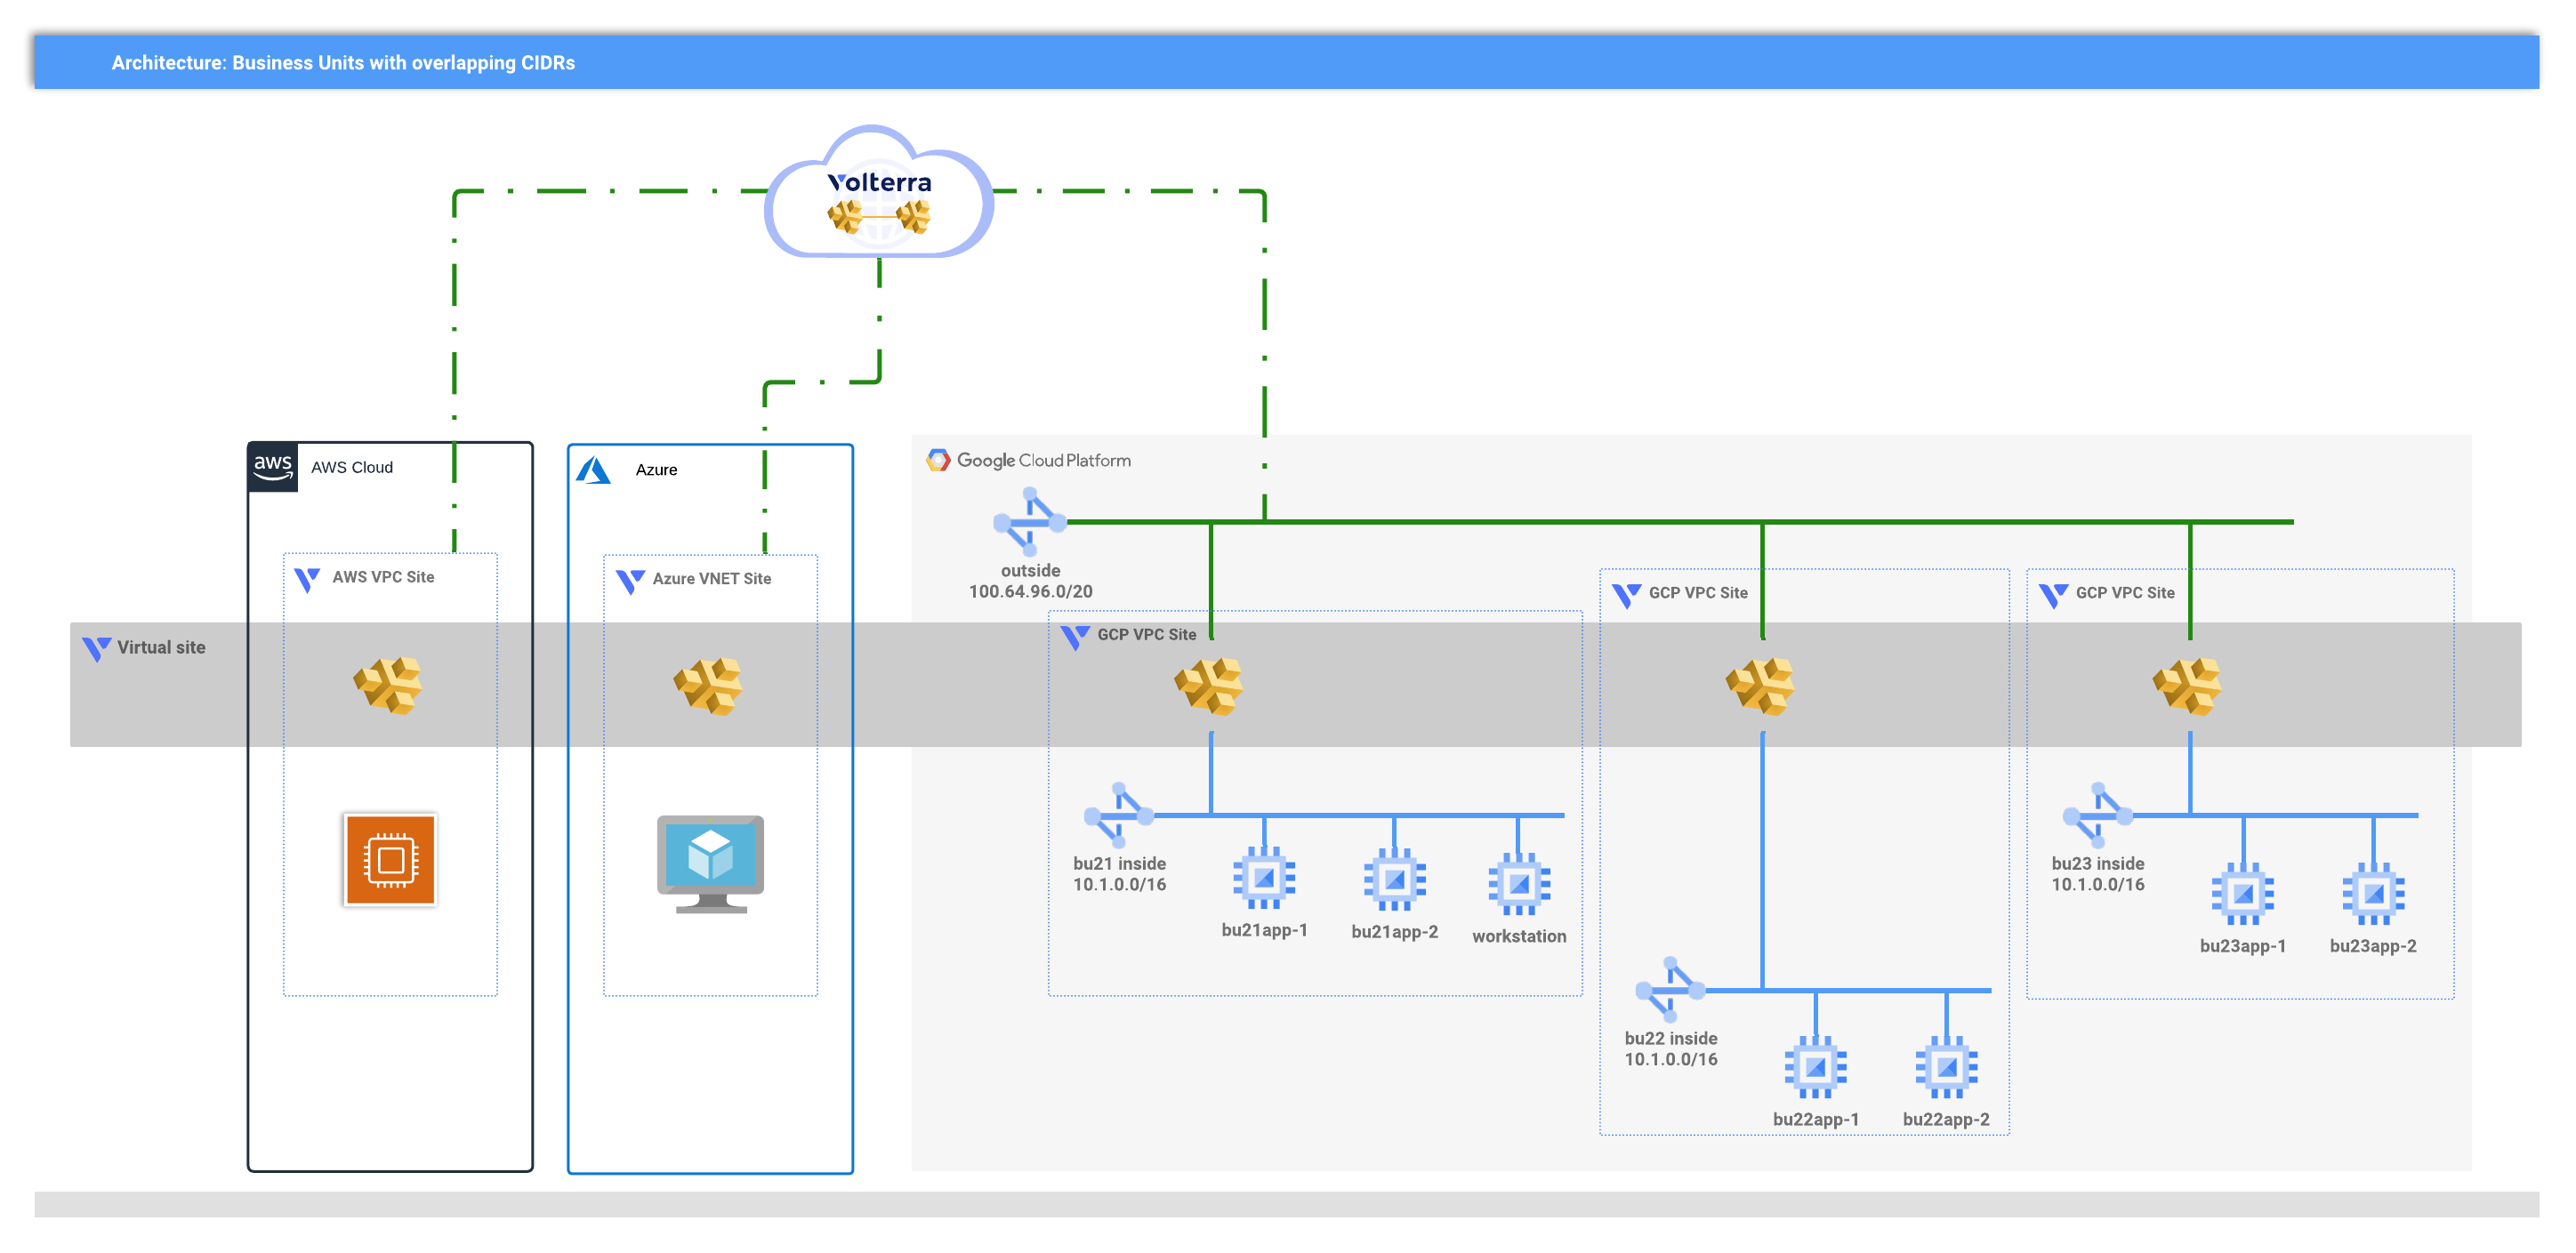 Architecture: Business Units with overlapping CIDRs
Volterra
aws
AWS Cloud
Azure
Google Cloud Platform
outside
100.64.96.0/20
AWS VPC Site
Azure VNET Site
GCP VPC Site
GCP VPC Site
GCP VPC Site
Virtual site
bu21 inside
10.1.0.0/16
bu21app-1
bu21app-2
workstation
bu23 inside
10.1.0.0/16
bu23app-1
bu23app-2
bu22 inside
10.1.0.0/16
bu22app-1
bu22app-2